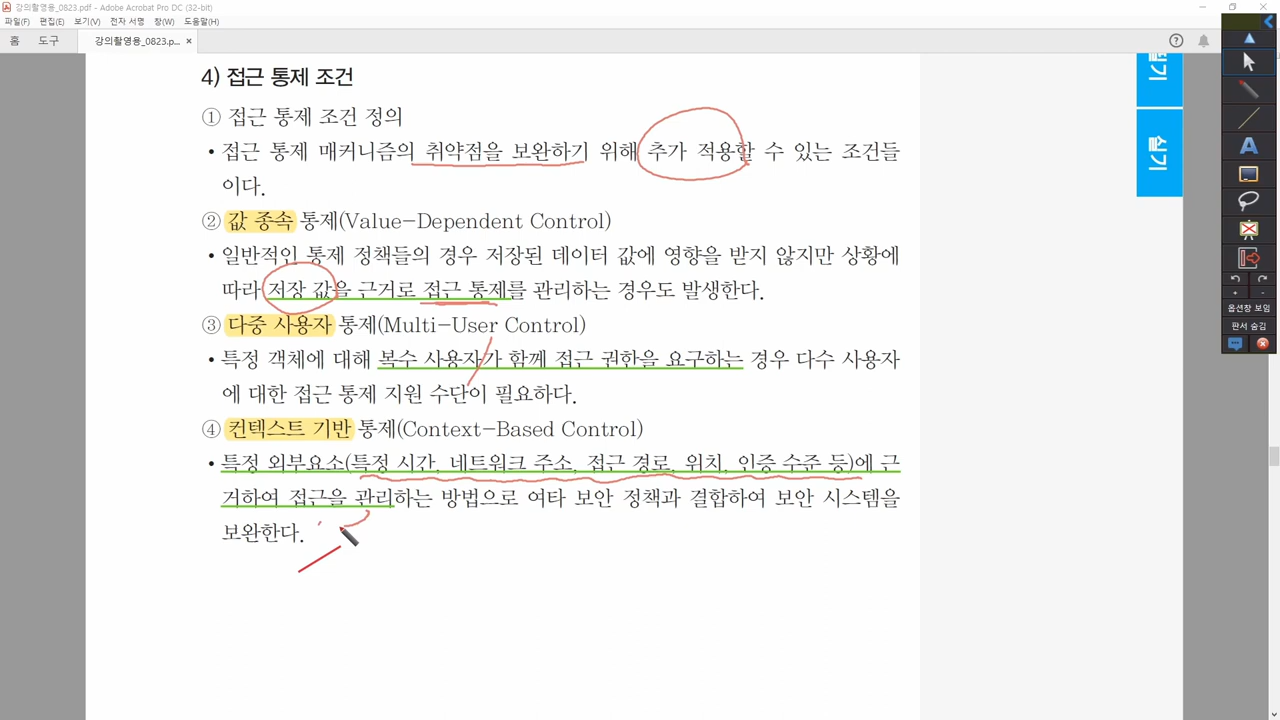 강의촬영용_0823.pdf - Adobe Acrobat Pro DC (32-bit)
파일(F) 편집(E) 보기(V) 전자 서명 창(W) 도움말(H)
홈 도구 강의촬영용_0823.p... ×
필기
실기
4) 접근 통제 조건
① 접근 통제 조건 정의
• 접근 통제 매커니즘의 취약점을 보완하기 위해 추가 적용할 수 있는 조건들
이다.
② 값 종속 통제(Value-Dependent Control)
• 일반적인 통제 정책들의 경우 저장된 데이터 값에 영향을 받지 않지만 상황에
따라 저장 값을 근거로 접근 통제를 관리하는 경우도 발생한다.
③ 다중 사용자 통제(Multi-User Control)
• 특정 객체에 대해 복수 사용자가 함께 접근 권한을 요구하는 경우 다수 사용자
에 대한 접근 통제 지원 수단이 필요하다.
④ 컨텍스트 기반 통제(Context-Based Control)
• 특정 외부요소(특정 시간, 네트워크 주소, 접근 경로, 위치, 인증 수준 등)에 근
거하여 접근을 관리하는 방법으로 여타 보안 정책과 결합하여 보안 시스템을
보완한다.
A
+ -
옵션창 보임
판서 숨김